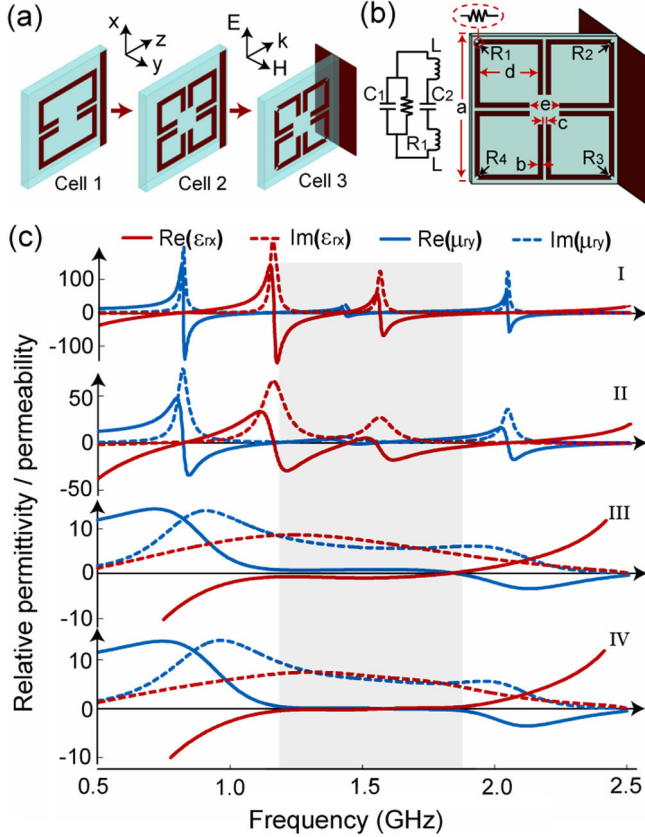 (a)
x
z
y
E
k
H
Cell 1
Cell 2
Cell 3
(b)
L
C1
C2
R1
L
R1
R2
d
a
e
c
b
R4
R3
(c)
Re(εrx)
Im(εrx)
Re(μry)
Im(μry)
Relative permittivity / permeability
100
0
-100
I
50
0
-50
II
10
0
-10
III
10
0
-10
IV
0.5
1.0
1.5
2.0
2.5
Frequency (GHz)